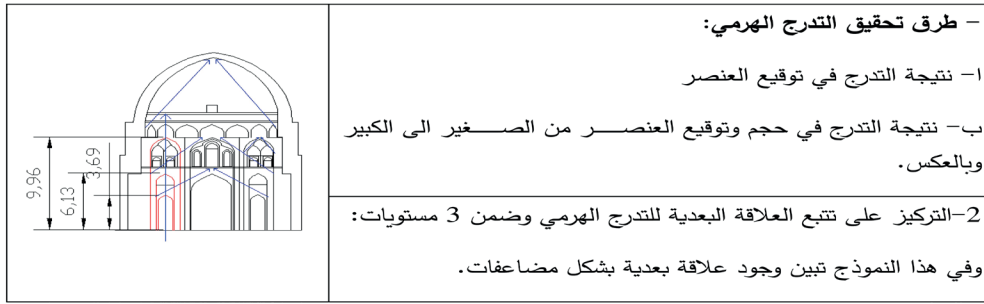 - طرق تحقيق التدرج الهرمي:
ا- نتيجة التدرج في توقيع العنصر
ب- نتيجة التدرج في حجم وتوقيع العنصر من الصغير الى الكبير
وبالعكس.
2-التركيز على تتبع العلاقة البعدية للتدرج الهرمي وضمن 3 مستويات:
وفي هذا النموذج تبين وجود علاقة بعدية بشكل مضاعفات.
9,96
6,13
3,69